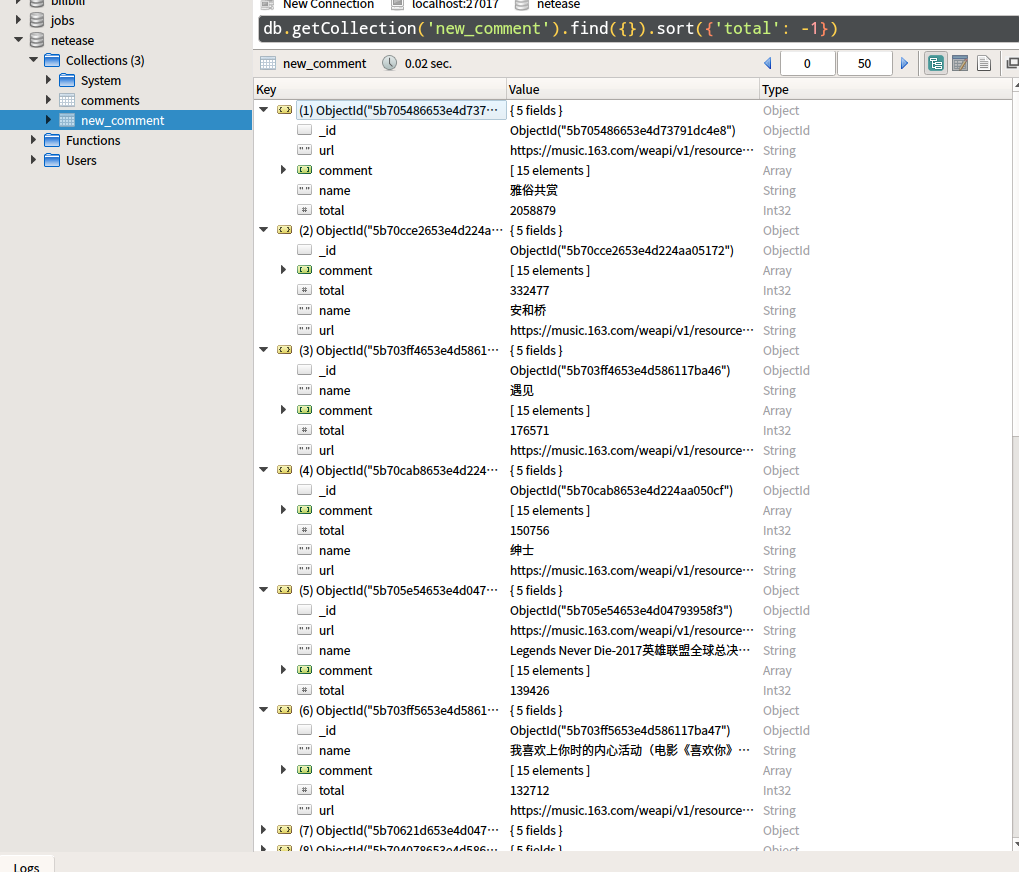 bilibili
jobs
netease
Collections (3)
System
comments
new_comment
Functions
Users
New Connection localhost:27017 netease
db.getCollection('new_comment').find({}).sort({'total': -1})
new_comment 0.02 sec. 0 50
Key Value Type
(1) ObjectId("5b705486653e4d737··· { 5 fields } Object
_id ObjectId("5b705486653e4d73791dc4e8") ObjectId
url https://music.163.com/weapi/v1/resource··· String
comment [ 15 elements ] Array
name 雅俗共赏 String
total 2058879 Int32
(2) ObjectId("5b70cce2653e4d224a··· { 5 fields } Object
_id ObjectId("5b70cce2653e4d224aa05172") ObjectId
comment [ 15 elements ] Array
total 332477 Int32
name 安和桥 String
url https://music.163.com/weapi/v1/resource··· String
(3) ObjectId("5b703ff4653e4d5861··· { 5 fields } Object
_id ObjectId("5b703ff4653e4d586117ba46") ObjectId
name 遇见 String
comment [ 15 elements ] Array
total 176571 Int32
url https://music.163.com/weapi/v1/resource··· String
(4) ObjectId("5b70cab8653e4d224··· { 5 fields } Object
_id ObjectId("5b70cab8653e4d224aa050cf") ObjectId
comment [ 15 elements ] Array
total 150756 Int32
name 绅士 String
url https://music.163.com/weapi/v1/resource··· String
(5) ObjectId("5b705e54653e4d047··· { 5 fields } Object
_id ObjectId("5b705e54653e4d04793958f3") ObjectId
url https://music.163.com/weapi/v1/resource··· String
name Legends Never Die-2017英雄联盟全球总决··· String
comment [ 15 elements ] Array
total 139426 Int32
(6) ObjectId("5b703ff5653e4d5861··· { 5 fields } Object
_id ObjectId("5b703ff5653e4d586117ba47") ObjectId
name 我喜欢上你时的内心活动（电影《喜欢你》··· String
comment [ 15 elements ] Array
total 132712 Int32
url https://music.163.com/weapi/v1/resource··· String
(7) ObjectId("5b70621d653e4d047··· { 5 fields } Object
(8) ObjectId("5b704078653e4d586··· { 5 fields } Object
Logs